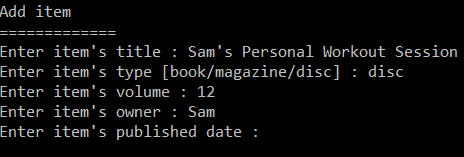 Add item
=============
Enter item's title : Sam's Personal Workout Session
Enter item's type [book/magazine/disc] : disc
Enter item's volume : 12
Enter item's owner : Sam
Enter item's published date :